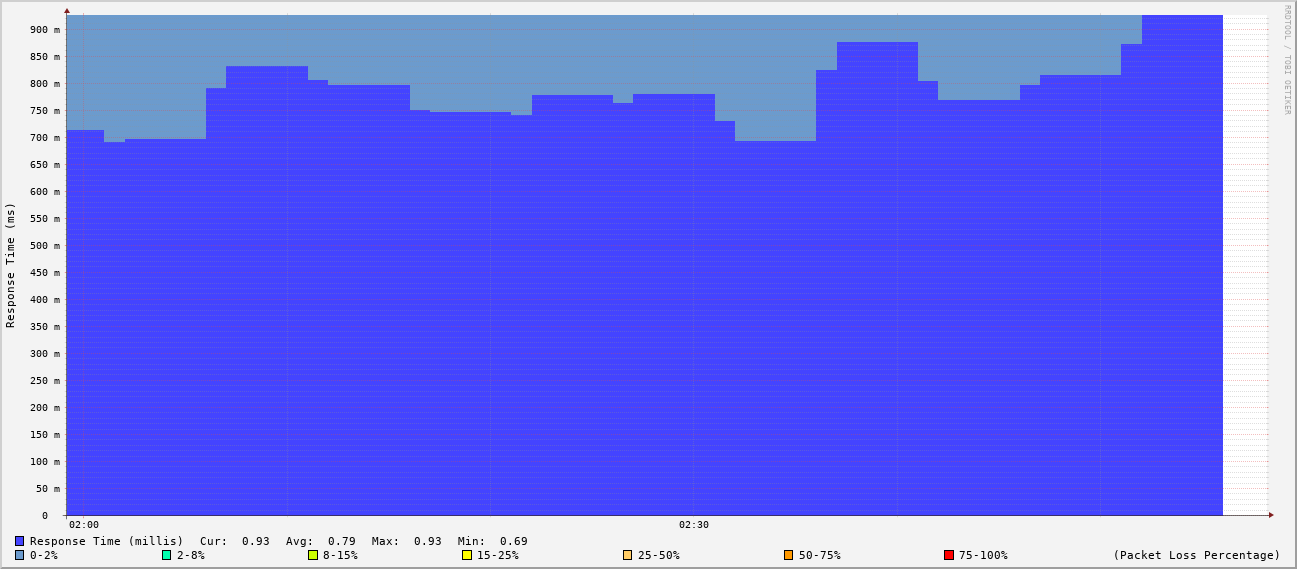 RRDTOOL / TOBI OETIKER
Response Time (ms)
900 m
850 m
800 m
750 m
700 m
650 m
600 m
550 m
500 m
450 m
400 m
350 m
300 m
250 m
200 m
150 m
100 m
50 m
0
02:00 02:30
Response Time (millis) Cur: 0.93 Avg: 0.79 Max: 0.93 Min: 0.69
0-2% 2-8% 8-15% 15-25% 25-50% 50-75% 75-100% (Packet Loss Percentage)